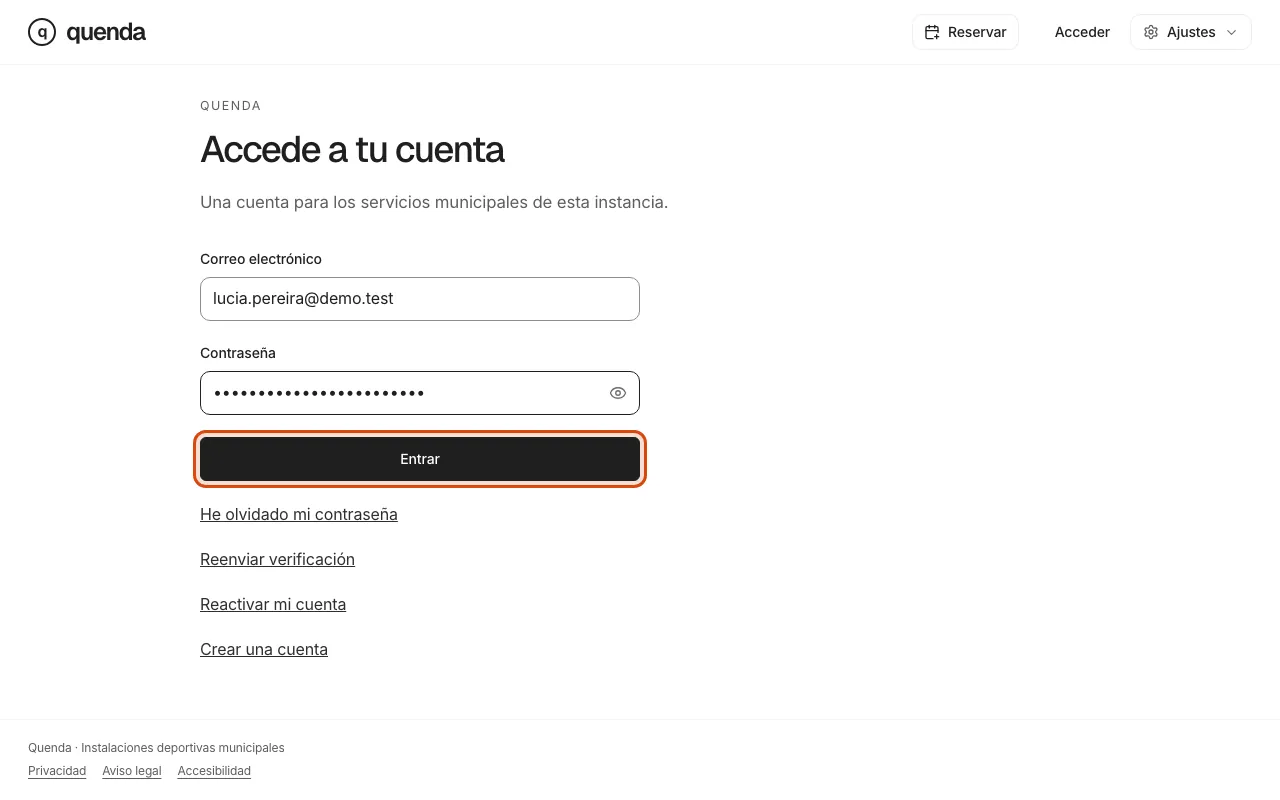 q quenda
Reservar
Acceder
Ajustes
QUENDA
Accede a tu cuenta
Una cuenta para los servicios municipales de esta instancia.
Correo electrónico
lucia.pereira@demo.test
Contraseña
••••••••••••••••••••••••
Entrar
He olvidado mi contraseña
Reenviar verificación
Reactivar mi cuenta
Crear una cuenta
Quenda · Instalaciones deportivas municipales
Privacidad Aviso legal Accesibilidad